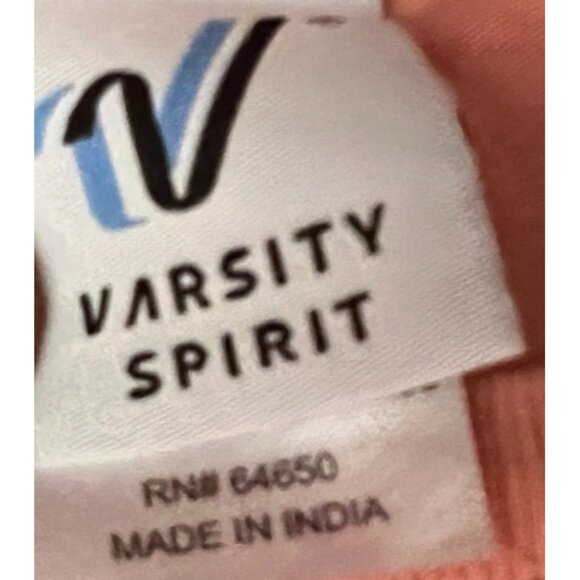 VARSITY
SPIRIT
RN# 64650
MADE IN INDIA